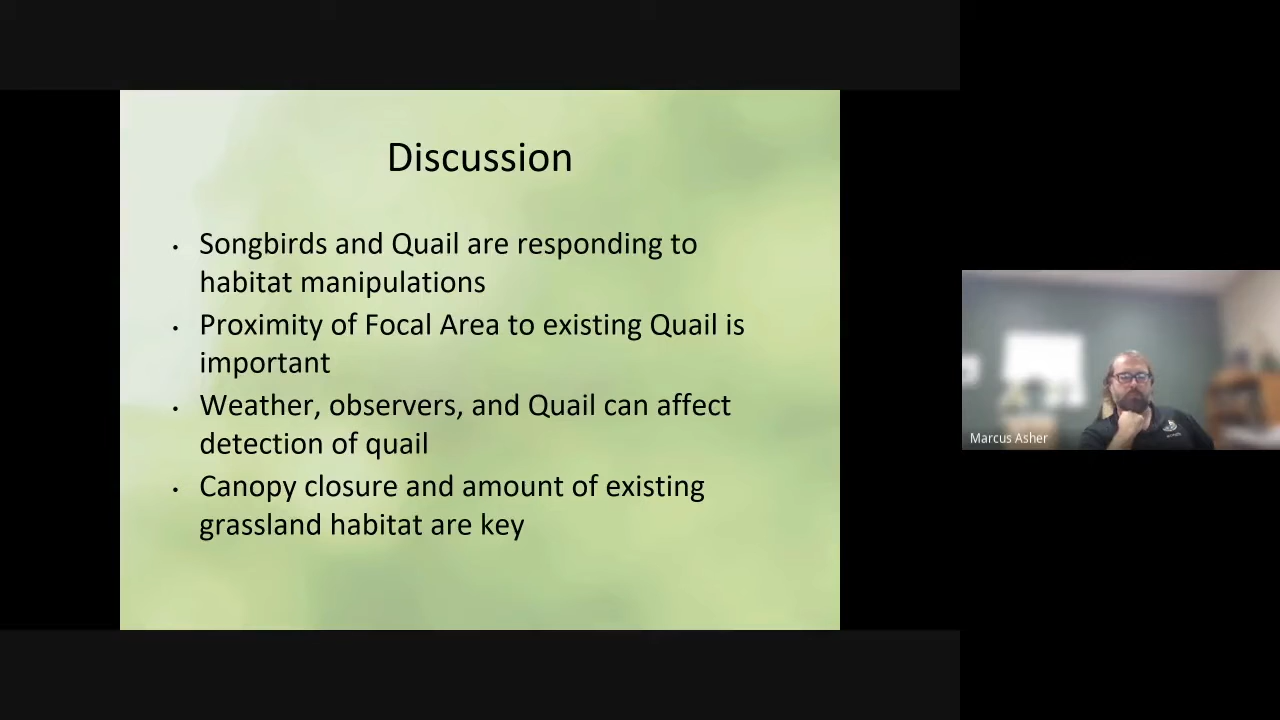 Discussion
• Songbirds and Quail are responding to
habitat manipulations
• Proximity of Focal Area to existing Quail is
important
• Weather, observers, and Quail can affect
detection of quail
• Canopy closure and amount of existing
grassland habitat are key
Marcus Asher